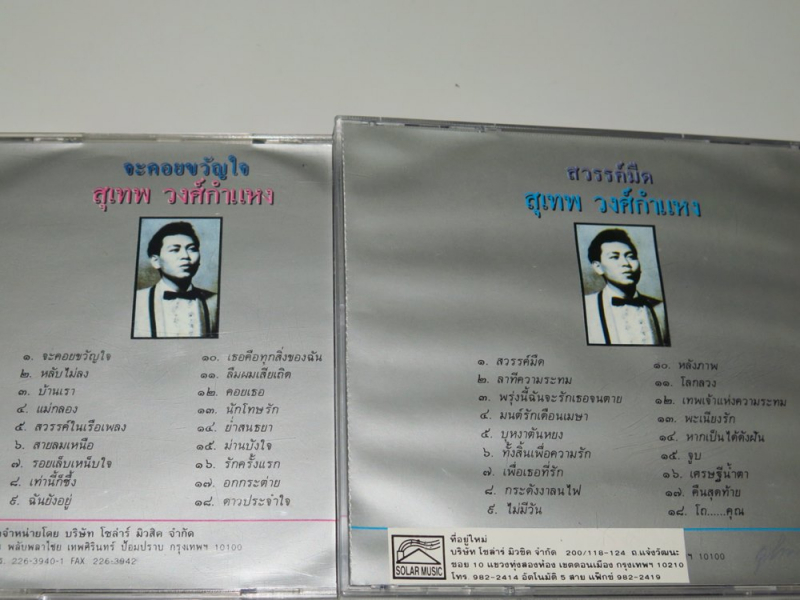 จะคอยขวัญใจ
สุเทพ วงศ์กำแหง
๑. จะคอยขวัญใจ
๒. หลับไม่ลง
๓. บ้านเรา
๔. แม่กลอง
๕. สวรรค์ในเรือเพลง
๖. สายลมเหนือ
๗. รอยเล็บเหน็บใจ
๘. เท่านี้ก็ซึ้ง
๙. ฉันยังอยู่
๑๐. เธอคือทุกสิ่งของฉัน
๑๑. ลืมผมเสียเถิด
๑๒. คอยเธอ
๑๓. นักโทษรัก
๑๔. ย่ำสนธยา
๑๕. ม่านบังใจ
๑๖. รักครั้งแรก
๑๗. อกกระต่าย
๑๘. ดาวประจำใจ
จำหน่ายโดย บริษัท โซล่าร์ มิวสิค จำกัด
พลับพลาไชย เทพศิรินทร์ ป้อมปราบ กรุงเทพฯ 10100
226-3940-1 FAX 226-3942
สวรรค์มืด
สุเทพ วงศ์กำแหง
๑. สวรรค์มืด
๒. ลาทีความระทม
๓. พรุ่งนี้ฉันจะรักเธอจนตาย
๔. มนต์รักเดือนเมษา
๕. บุหงาตันหยง
๖. ทั้งสิ้นเพื่อความรัก
๗. เพื่อเธอที่รัก
๘. กระดังงาลนไฟ
๙. ไม่มีวัน
๑๐. หลังภาพ
๑๑. โลกลวง
๑๒. เทพเจ้าแห่งความระทม
๑๓. พะเนียงรัก
๑๔. หากเป็นได้ดังฝัน
๑๕. จูบ
๑๖. เศรษฐีน้ำตา
๑๗. คืนสุดท้าย
๑๘. โถ.....คุณ
SOLAR MUSIC
ที่อยู่ใหม่
บริษัท โซล่าร์ มิวซิค จำกัด 200/118-124 ถ.แจ้งวัฒนะ
ซอย 10 แขวงทุ่งสองห้อง เขตดอนเมือง กรุงเทพฯ 10210
โทร. 982-2414 อัตโนมัติ 5 สาย แฟ๊กซ์ 982-2419
ฯ 10100